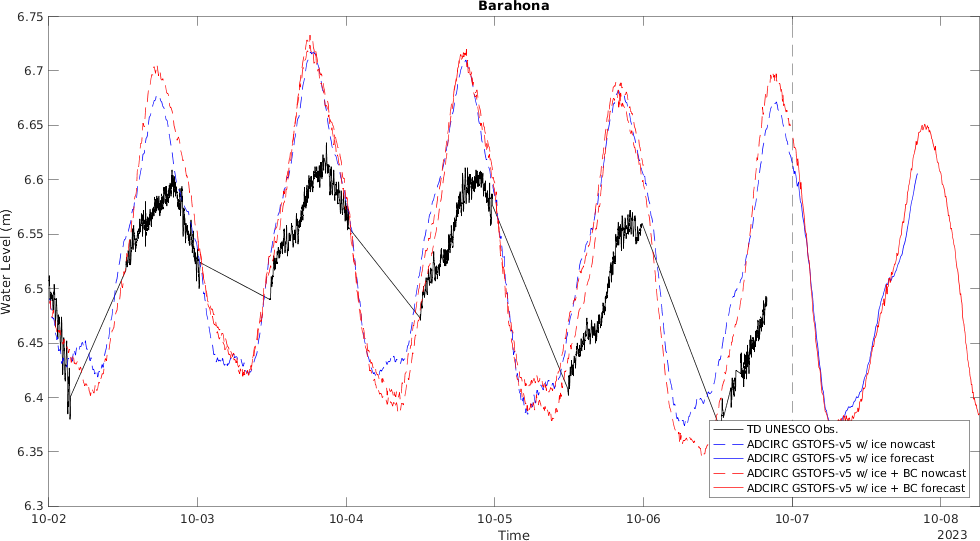 Barahona
6.75
6.7
6.65
6.6
6.55
6.5
6.45
6.4
6.35
6.3
Water Level (m)
TD UNESCO Obs.
ADCIRC GSTOFS-v5 w/ ice nowcast
ADCIRC GSTOFS-v5 w/ ice forecast
ADCIRC GSTOFS-v5 w/ ice + BC nowcast
ADCIRC GSTOFS-v5 w/ ice + BC forecast
10-02 10-03 10-04 10-05 10-06 10-07 10-08
Time
2023